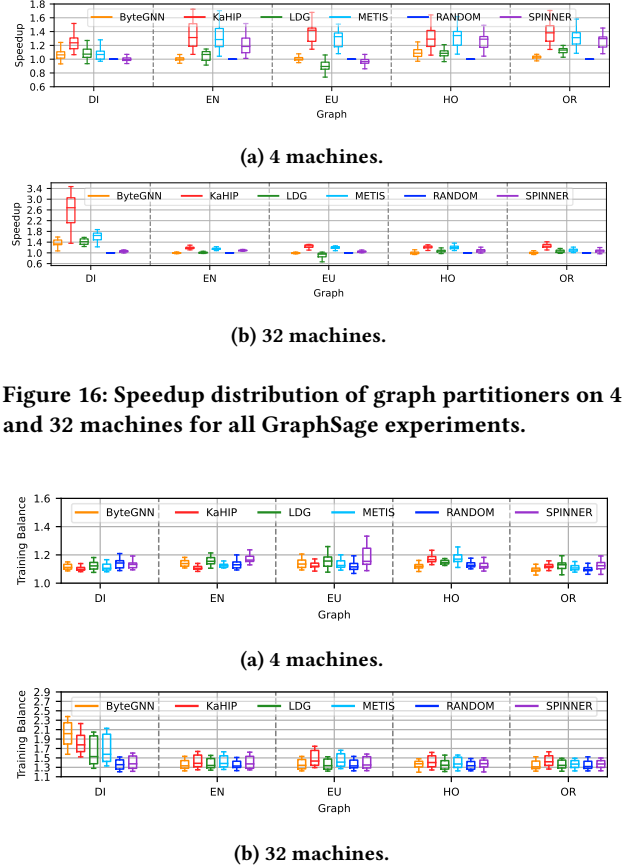 1.8
1.6
1.4
1.2
1.0
0.8
0.6
Speedup
ByteGNN KaHIP LDG METIS RANDOM SPINNER
DI EN EU HO OR
Graph
(a) 4 machines.
3.4
3.0
2.6
2.2
1.8
1.4
1.0
0.6
Speedup
ByteGNN KaHIP LDG METIS RANDOM SPINNER
DI EN EU HO OR
Graph
(b) 32 machines.
Figure 16: Speedup distribution of graph partitioners on 4
and 32 machines for all GraphSage experiments.
1.6
1.4
1.2
1.0
Training Balance
ByteGNN KaHIP LDG METIS RANDOM SPINNER
DI EN EU HO OR
Graph
(a) 4 machines.
2.9
2.7
2.5
2.3
2.1
1.9
1.7
1.5
1.3
1.1
Training Balance
ByteGNN KaHIP LDG METIS RANDOM SPINNER
DI EN EU HO OR
Graph
(b) 32 machines.